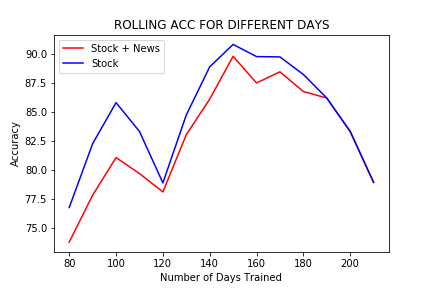 ROLLING ACC FOR DIFFERENT DAYS
Stock + News
Stock
90.0
87.5
85.0
82.5
80.0
77.5
75.0
Accuracy
80 100 120 140 160 180 200
Number of Days Trained